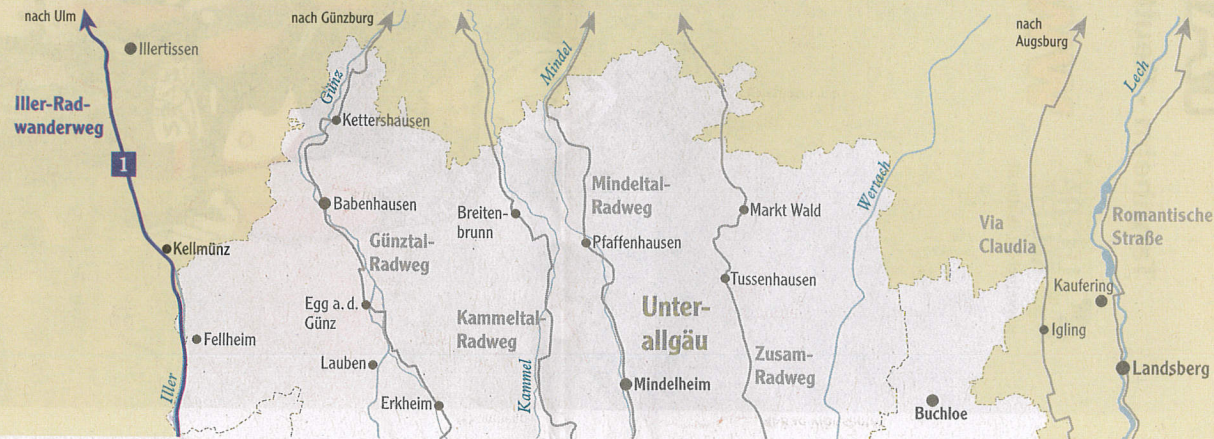 nach Ulm
Illertissen
Iller-Rad-
wanderweg
1
Kellmünz
Fellheim
Iller
nach Günzburg
Günz
Kettershausen
Babenhausen
Günztal-
Radweg
Egg a. d.
Günz
Lauben
Erkheim
Breiten-
brunn
Kammeltal-
Radweg
Kammel
Mindel
Mindeltal-
Radweg
Pfaffenhausen
Unter-
allgäu
Mindelheim
Markt Wald
Tussenhausen
Zusam-
Radweg
Wertach
Buchloe
nach
Augsburg
Via
Claudia
Igling
Kaufering
Lech
Romantische
Straße
Landsberg